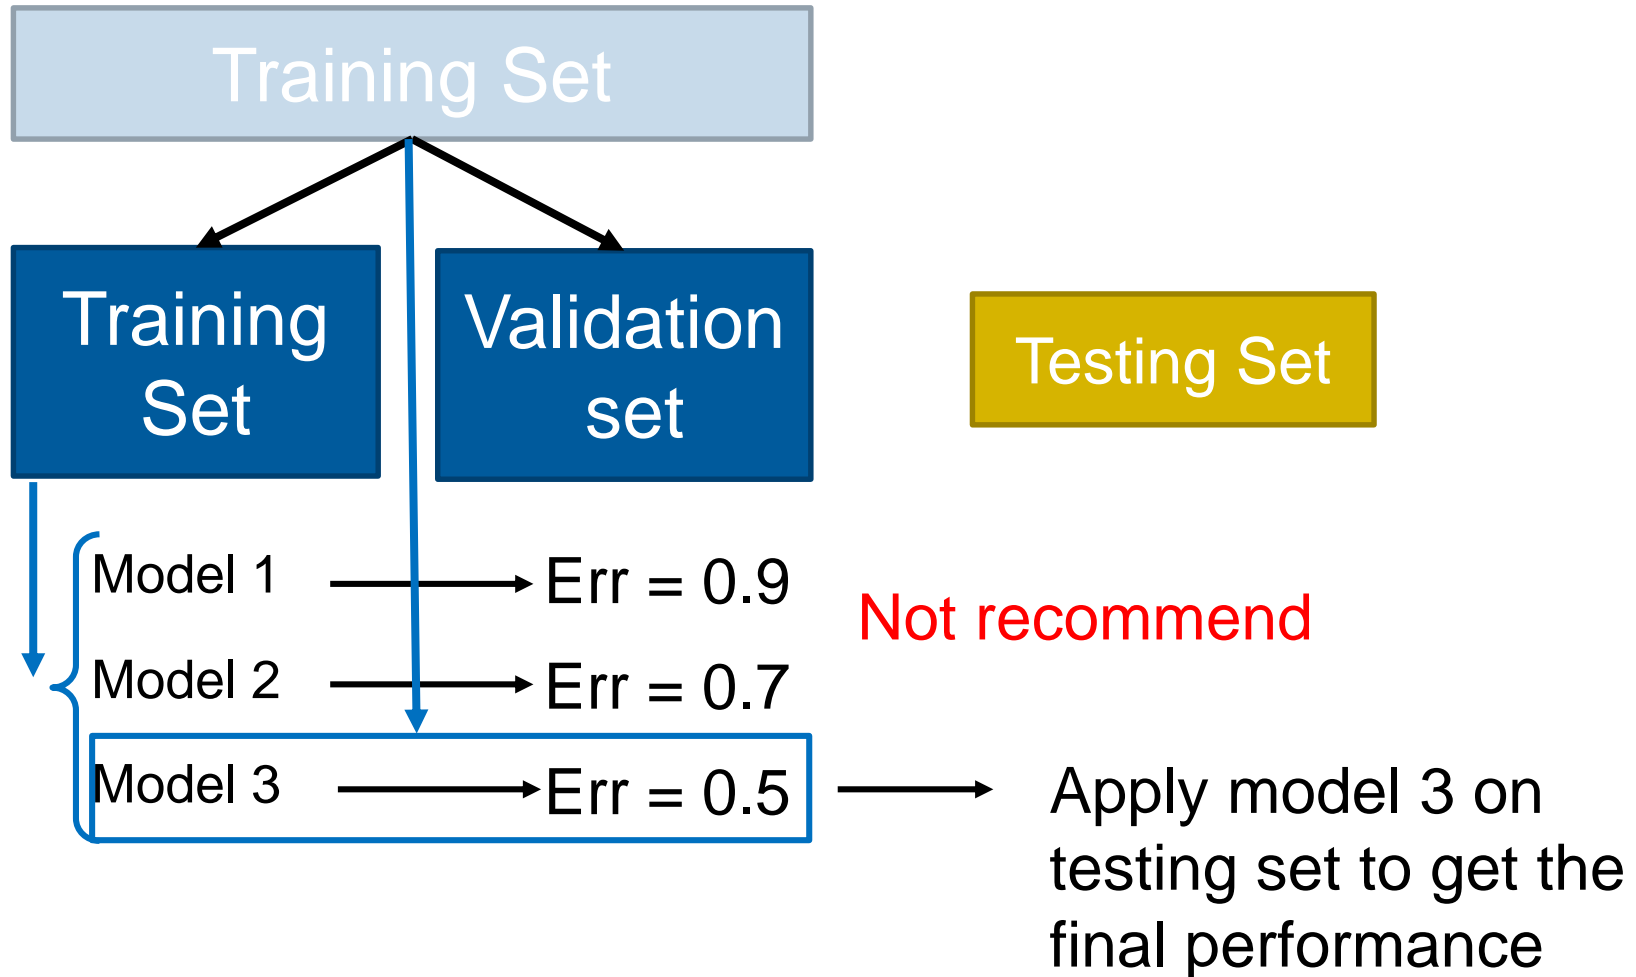 Training Set
Training
Set
Validation
set
Testing Set
Model 1
Err = 0.9
Not recommend
Model 2
Err = 0.7
Model 3
Err = 0.5
Apply model 3 on
testing set to get the
final performance